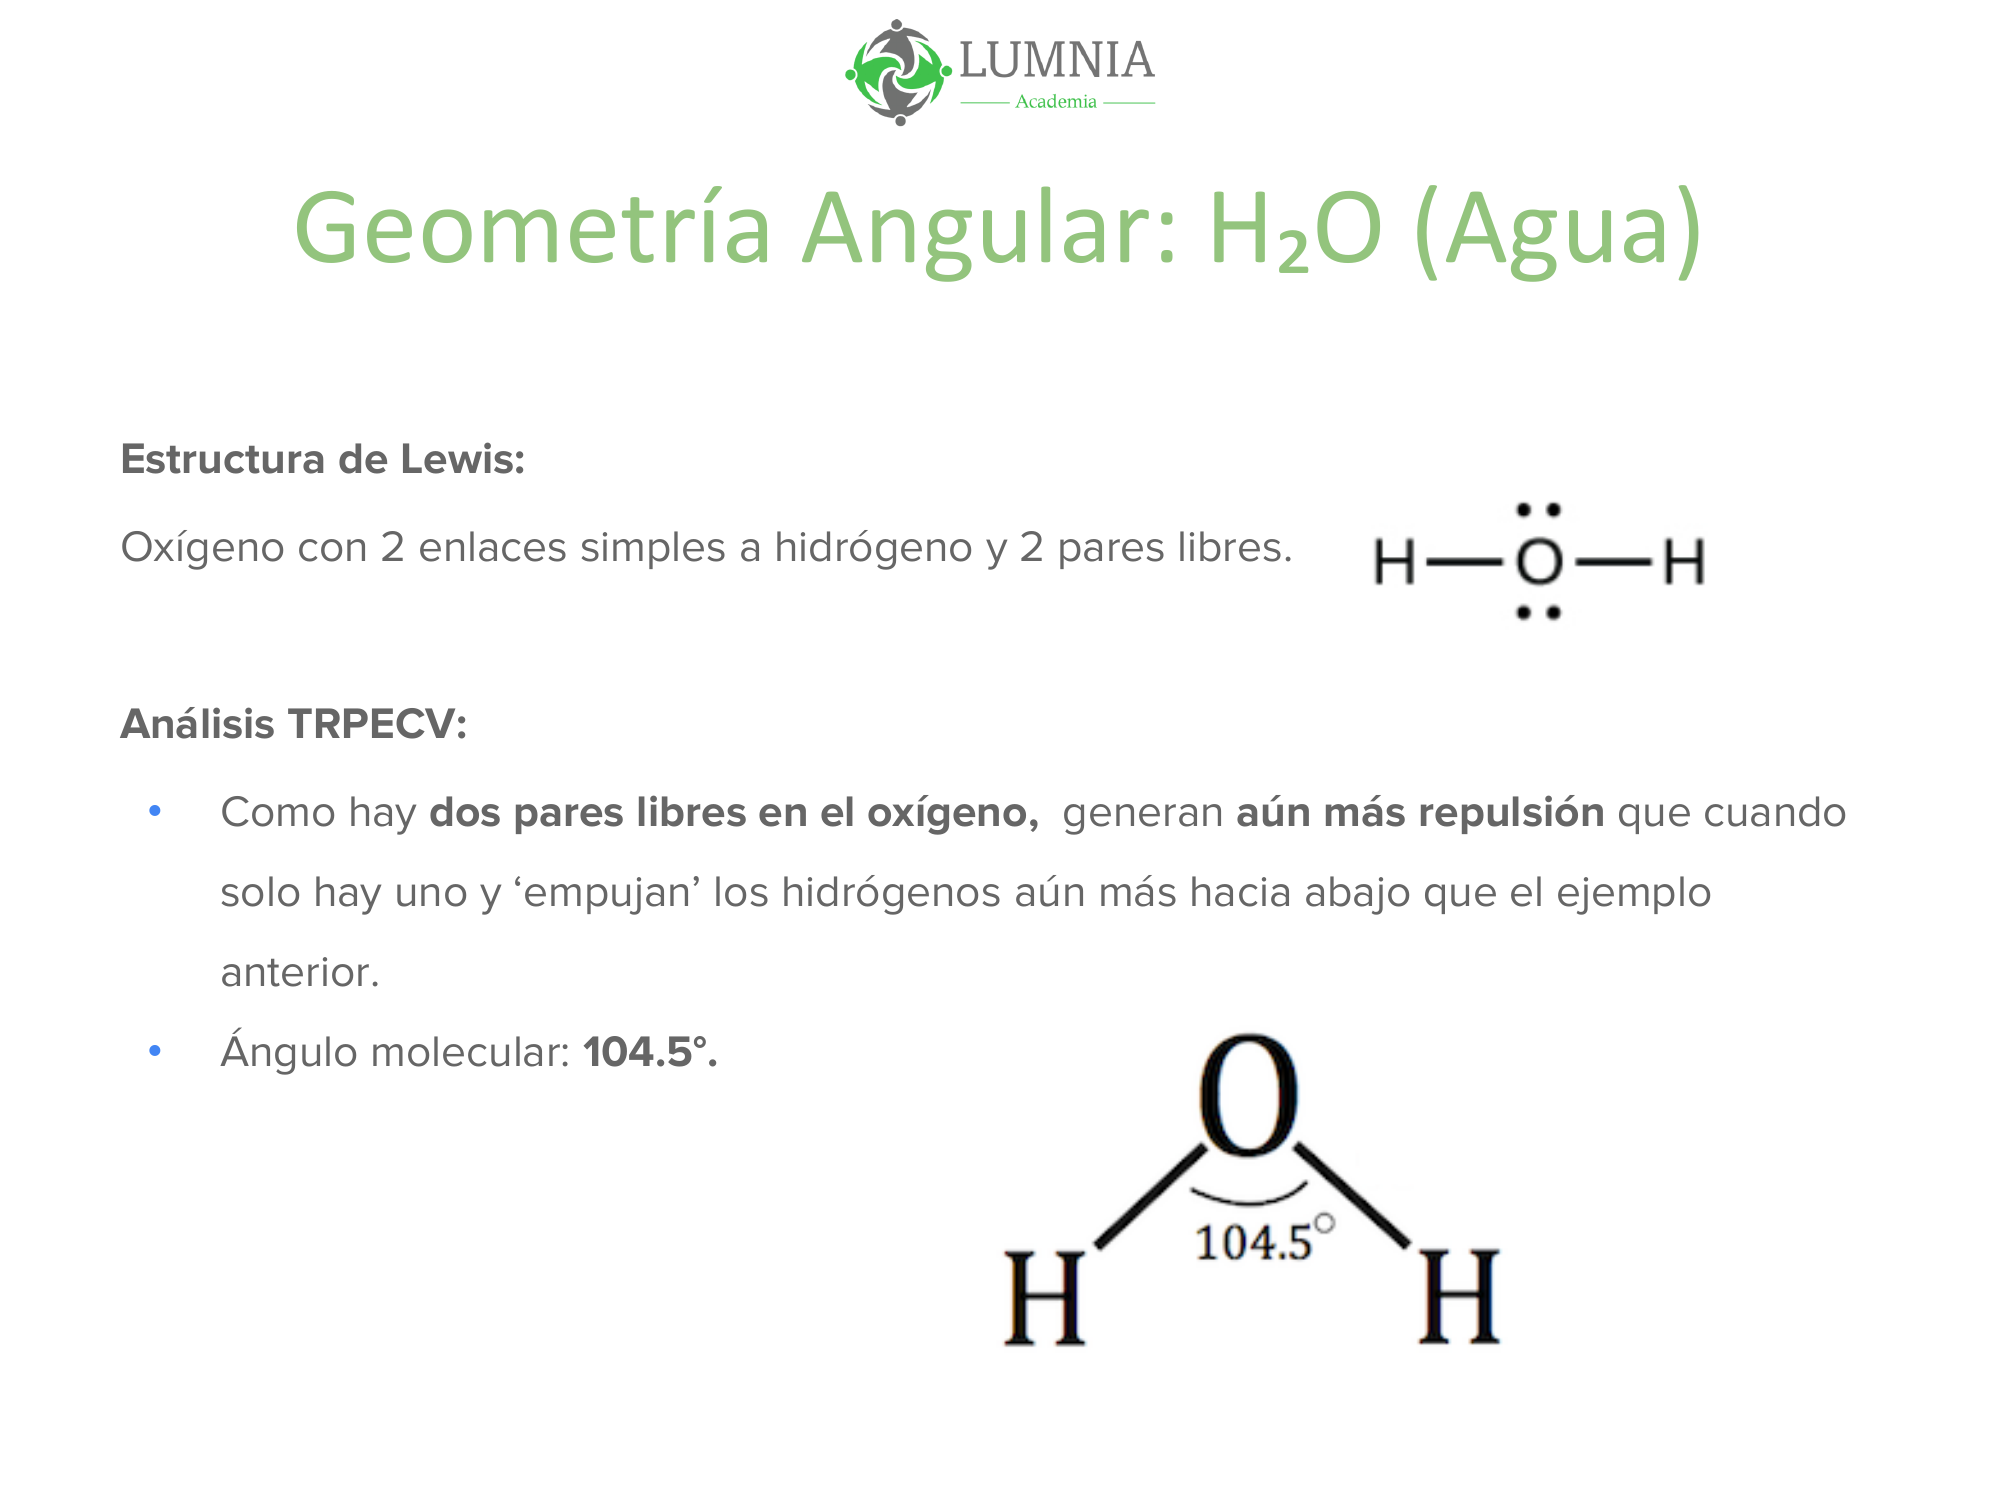 LUMNIA
Academia
Geometría Angular: H₂O (Agua)
Estructura de Lewis:
Oxígeno con 2 enlaces simples a hidrógeno y 2 pares libres.
H—O—H
Análisis TRPECV:
• Como hay dos pares libres en el oxígeno,  generan aún más repulsión que cuando
solo hay uno y ‘empujan’ los hidrógenos aún más hacia abajo que el ejemplo
anterior.
• Ángulo molecular: 104.5°.
O
104.5°
H H